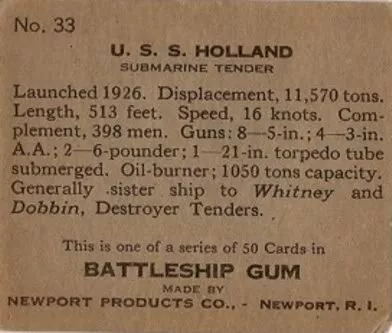 No. 33
U. S. S. HOLLAND
SUBMARINE TENDER
Launched 1926. Displacement, 11,570 tons.
Length, 513 feet. Speed, 16 knots. Com-
plement, 398 men. Guns: 8—5-in.; 4—3-in.
A.A.; 2—6-pounder; 1—21-in. torpedo tube
submerged. Oil-burner; 1050 tons capacity.
Generally sister ship to Whitney and
Dobbin, Destroyer Tenders.
This is one of a series of 50 Cards in
BATTLESHIP GUM
MADE BY
NEWPORT PRODUCTS CO., - NEWPORT, R. I.